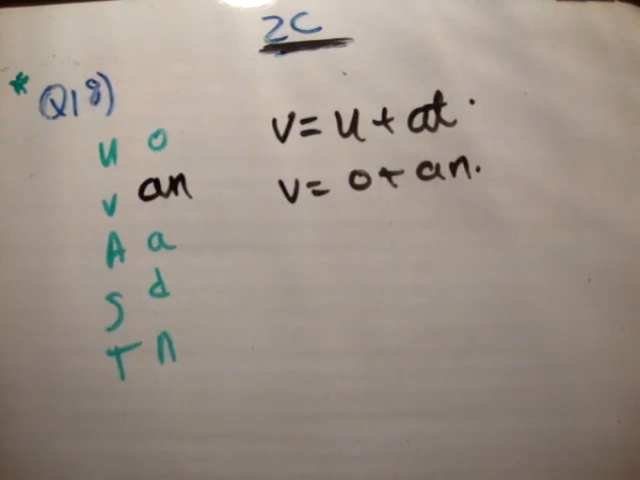 2C
* Q18)
u 0
v an
A a
S d
T n
v = u + at.
v = 0 + an.